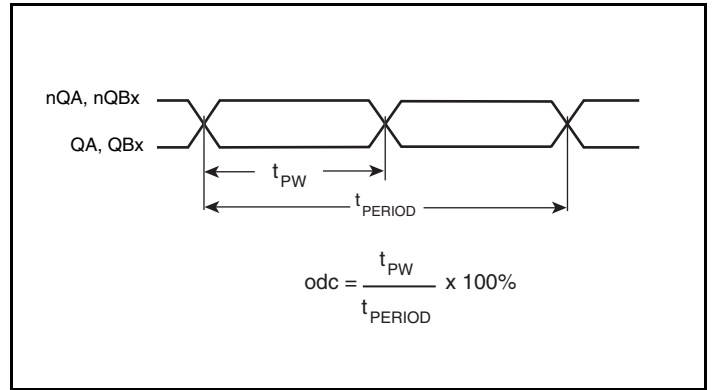 nQA, nQBx
QA, QBx
tPW
tPERIOD
odc = tPW / tPERIOD x 100%